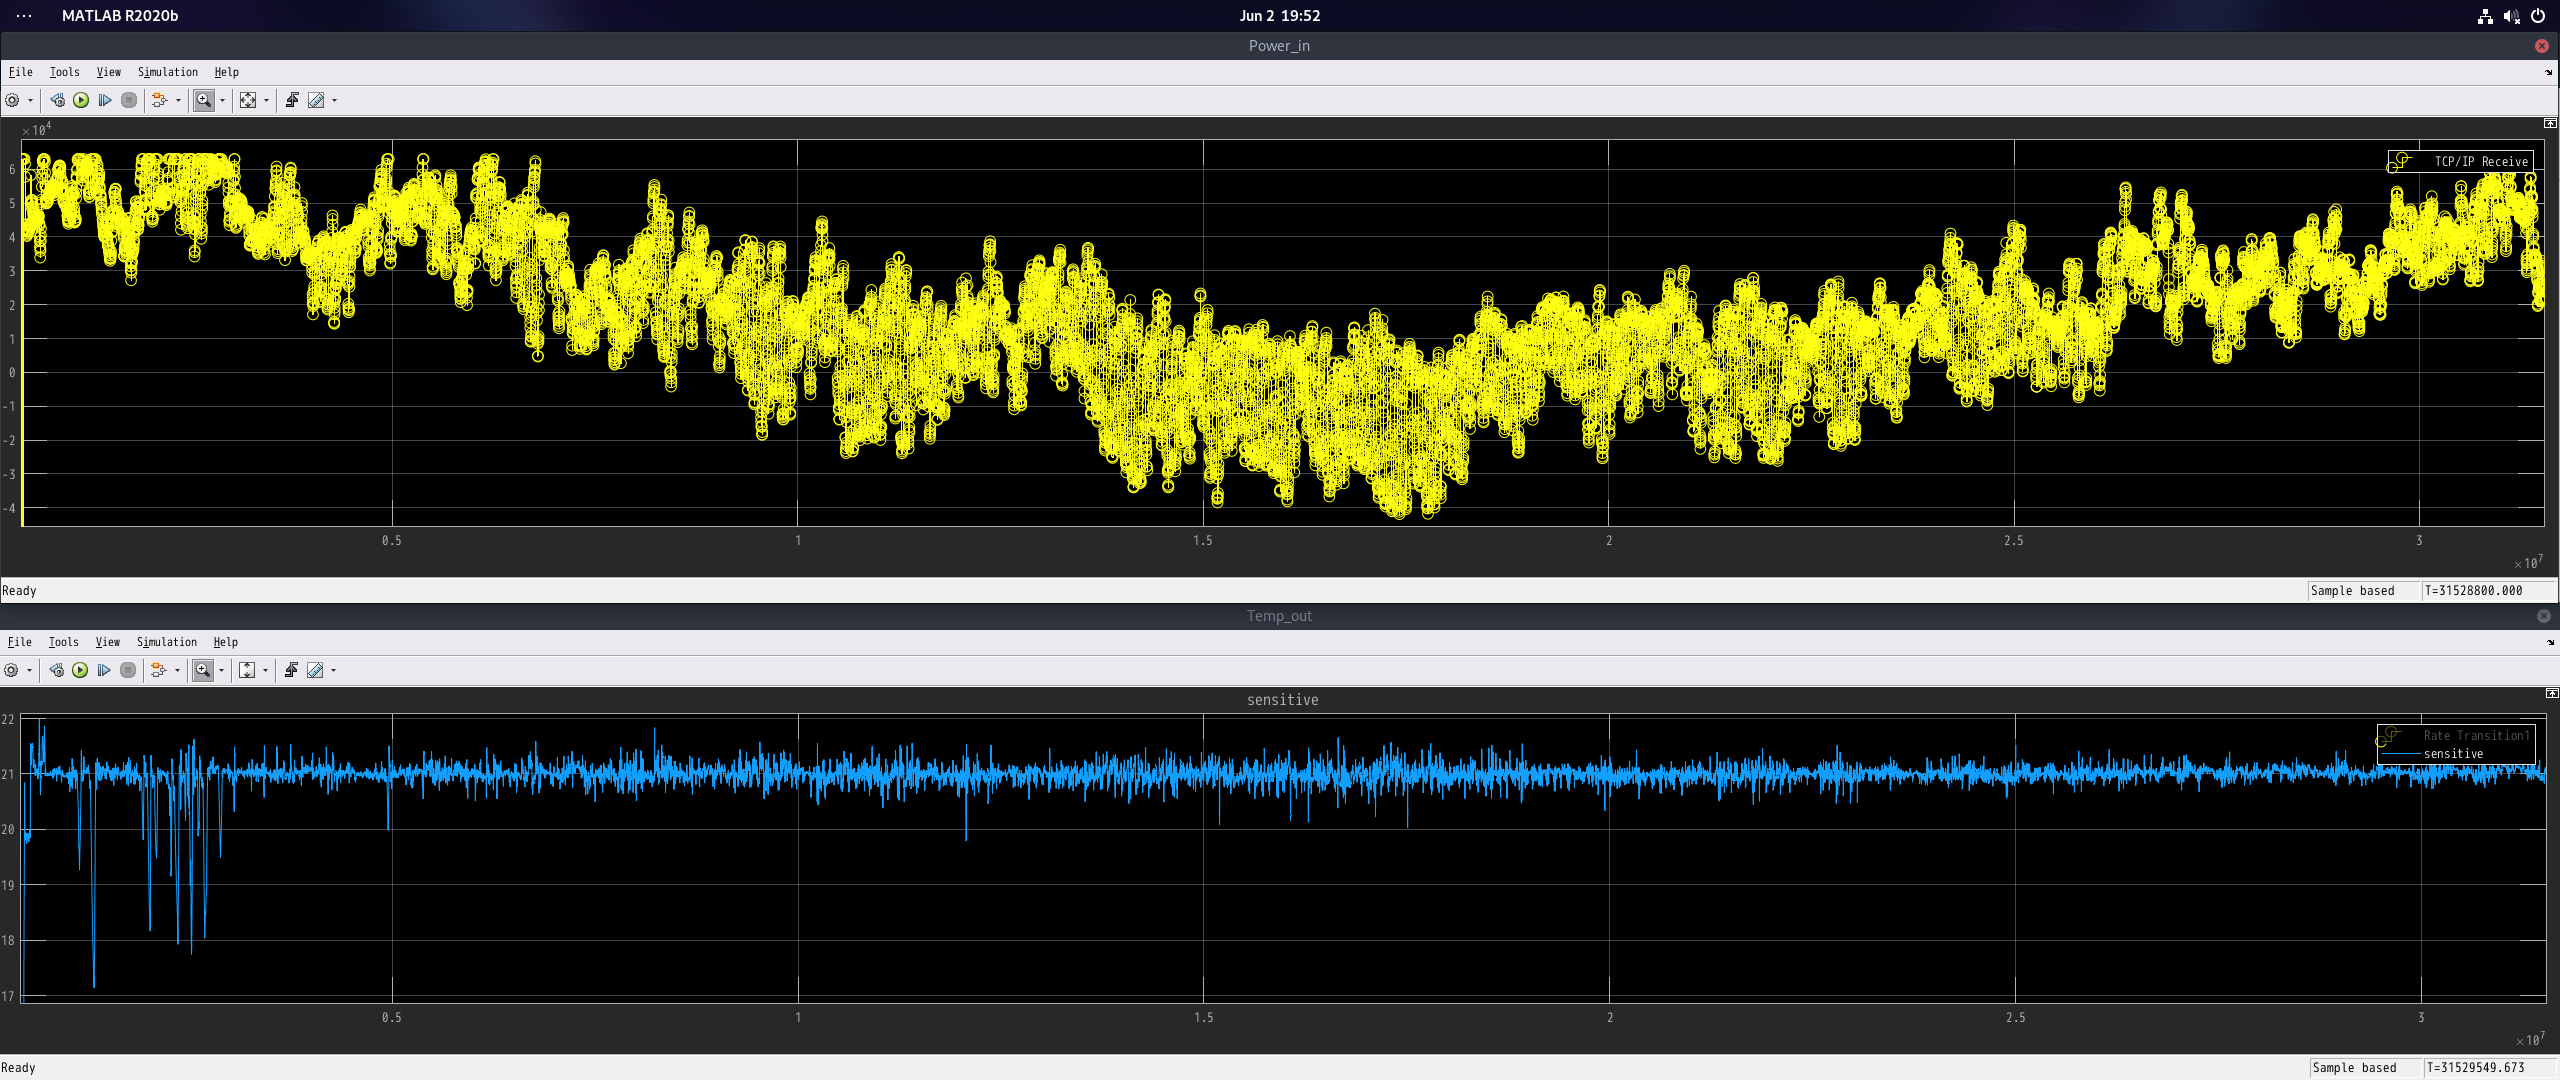 ··· MATLAB R2020b Jun 2 19:52
Power_in
File Tools View Simulation Help
×10^4
TCP/IP Receive
6
5
4
3
2
1
0
-1
-2
-3
-4
0.5 1 1.5 2 2.5 3
×10^7
Ready Sample based T=31528800.000
Temp_out
File Tools View Simulation Help
sensitive
22
Rate Transition1
sensitive
21
20
19
18
17
0.5 1 1.5 2 2.5 3
×10^7
Ready Sample based T=31529549.673